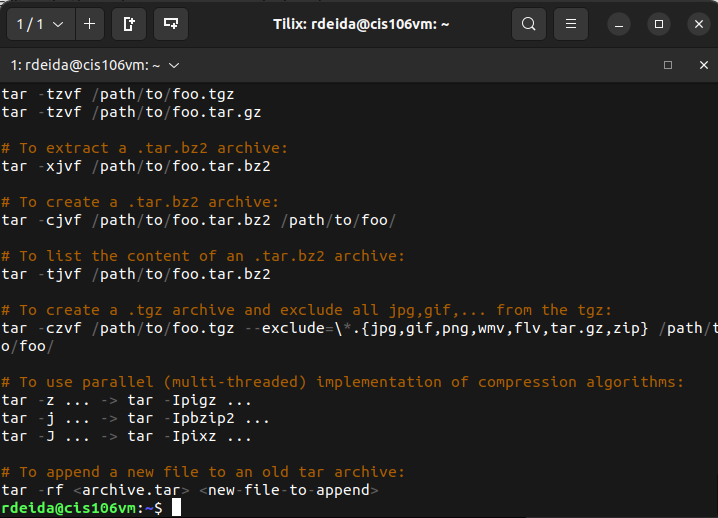 1 / 1
Tilix: rdeida@cis106vm: ~
1: rdeida@cis106vm: ~
tar -tzvf /path/to/foo.tgz
tar -tzvf /path/to/foo.tar.gz
# To extract a .tar.bz2 archive:
tar -xjvf /path/to/foo.tar.bz2
# To create a .tar.bz2 archive:
tar -cjvf /path/to/foo.tar.bz2 /path/to/foo/
# To list the content of an .tar.bz2 archive:
tar -tjvf /path/to/foo.tar.bz2
# To create a .tgz archive and exclude all jpg,gif,... from the tgz:
tar -czvf /path/to/foo.tgz --exclude=\*.{jpg,gif,png,wmv,flv,tar.gz,zip} /path/t
o/foo/
# To use parallel (multi-threaded) implementation of compression algorithms:
tar -z ... -> tar -Ipigz ...
tar -j ... -> tar -Ipbzip2 ...
tar -J ... -> tar -Ipixz ...
# To append a new file to an old tar archive:
tar -rf <archive.tar> <new-file-to-append>
rdeida@cis106vm:~$